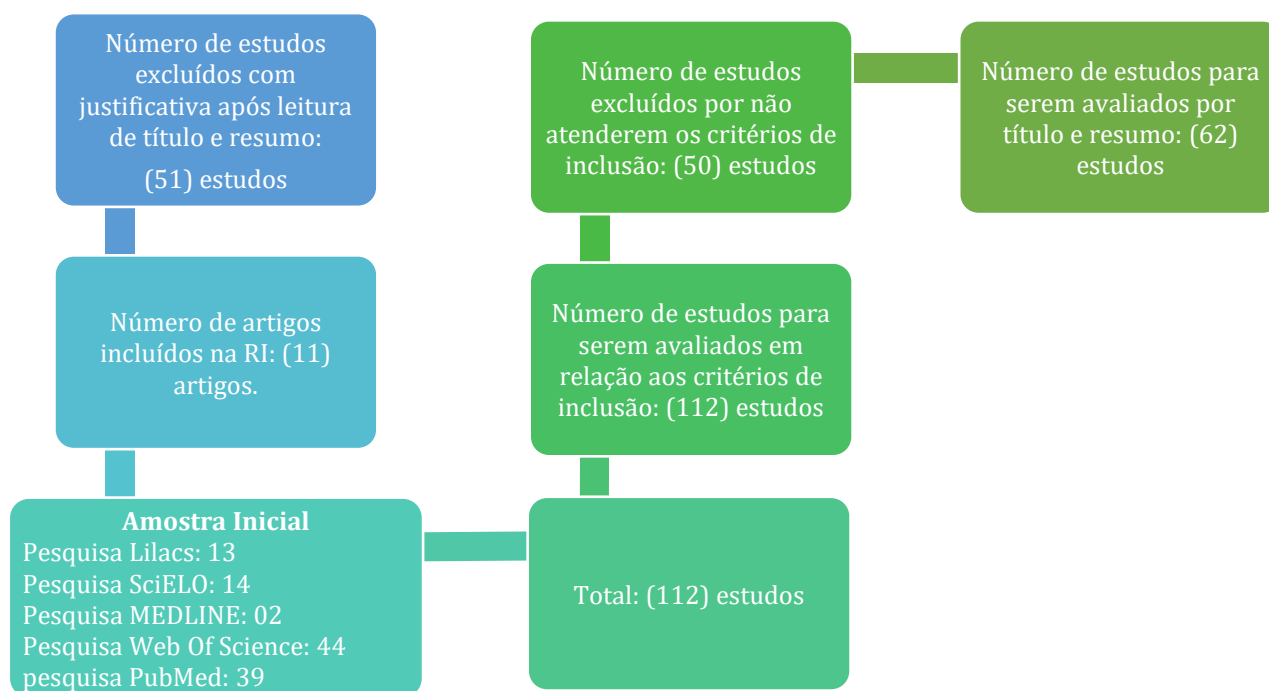 Número de estudos
excluídos com
justificativa após leitura
de título e resumo:
(51) estudos
Número de artigos
incluídos na RI: (11)
artigos.
Amostra Inicial
Pesquisa Lilacs: 13
Pesquisa SciELO: 14
Pesquisa MEDLINE: 02
Pesquisa Web Of Science: 44
pesquisa PubMed: 39
Número de estudos
excluídos por não
atenderem os critérios de
inclusão: (50) estudos
Número de estudos para
serem avaliados em
relação aos critérios de
inclusão: (112) estudos
Total: (112) estudos
Número de estudos para
serem avaliados por
título e resumo: (62)
estudos